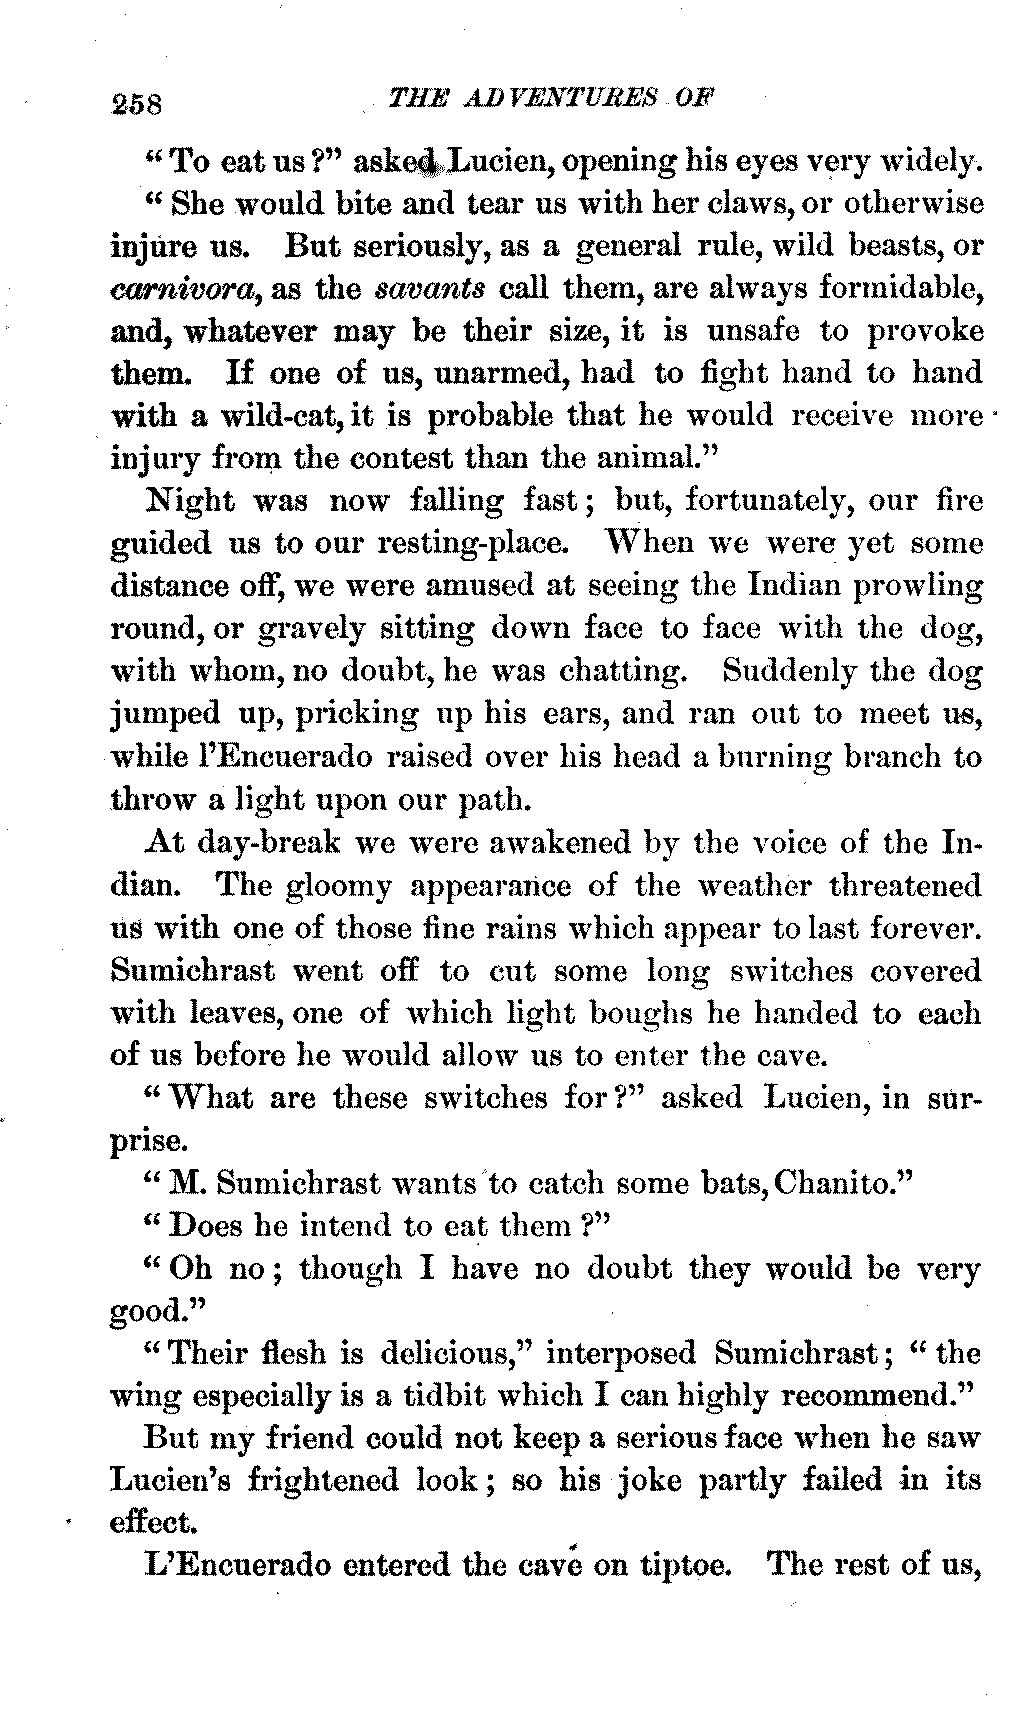 258 THE ADVENTURES OF
"To eat us?" asked Lucien, opening his eyes very widely.
"She would bite and tear us with her claws, or otherwise
injure us. But seriously, as a general rule, wild beasts, or
carnivora, as the savants call them, are always formidable,
and, whatever may be their size, it is unsafe to provoke
them. If one of us, unarmed, had to fight hand to hand
with a wild-cat, it is probable that he would receive more
injury from the contest than the animal."
Night was now falling fast; but, fortunately, our fire
guided us to our resting-place. When we were yet some
distance off, we were amused at seeing the Indian prowling
round, or gravely sitting down face to face with the dog,
with whom, no doubt, he was chatting. Suddenly the dog
jumped up, pricking up his ears, and ran out to meet us,
while l'Encuerado raised over his head a burning branch to
throw a light upon our path.
At day-break we were awakened by the voice of the In-
dian. The gloomy appearance of the weather threatened
us with one of those fine rains which appear to last forever.
Sumichrast went off to cut some long switches covered
with leaves, one of which light boughs he handed to each
of us before he would allow us to enter the cave.
"What are these switches for?" asked Lucien, in sur-
prise.
"M. Sumichrast wants to catch some bats, Chanito."
"Does he intend to eat them?"
"Oh no; though I have no doubt they would be very
good."
"Their flesh is delicious," interposed Sumichrast; "the
wing especially is a tidbit which I can highly recommend."
But my friend could not keep a serious face when he saw
Lucien's frightened look; so his joke partly failed in its
effect.
L'Encuerado entered the cave on tiptoe. The rest of us,